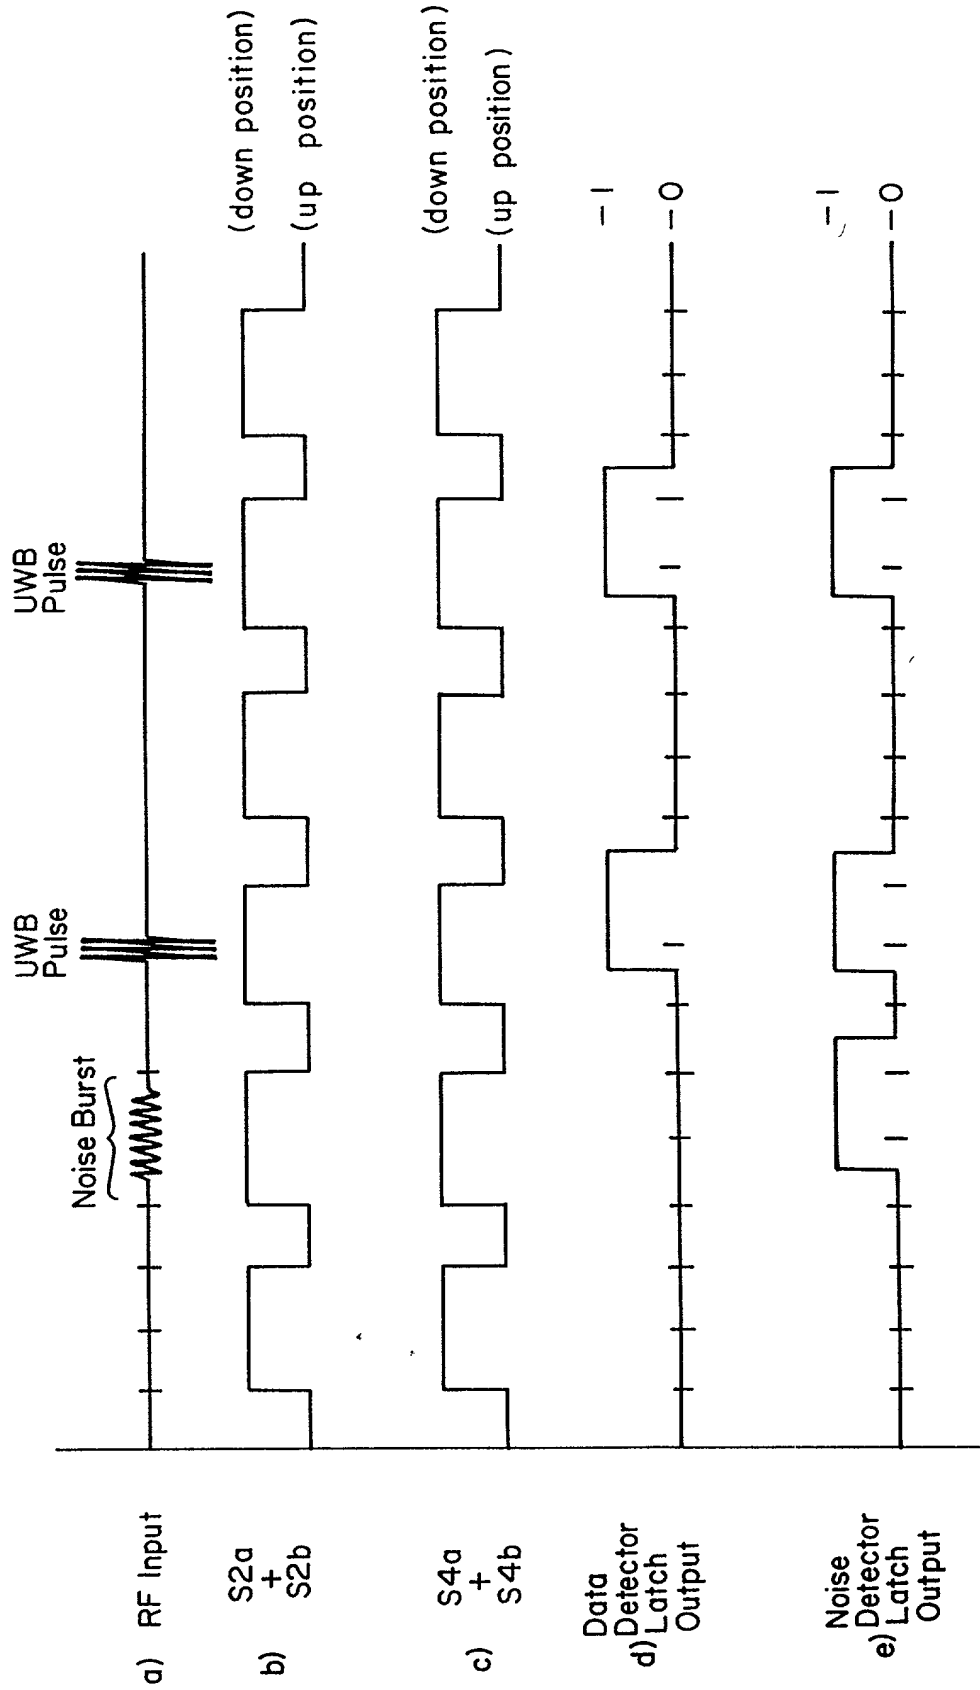 UWB
Pulse
UWB
Pulse
Noise Burst
a) RF Input
S2a
+
S2b
b)
(down position)
(up position)
S4a
+
S4b
c)
(down position)
(up position)
Data
Detector
Latch
Output
d)
–1
–0
Noise
Detector
Latch
Output
e)
–1
–0